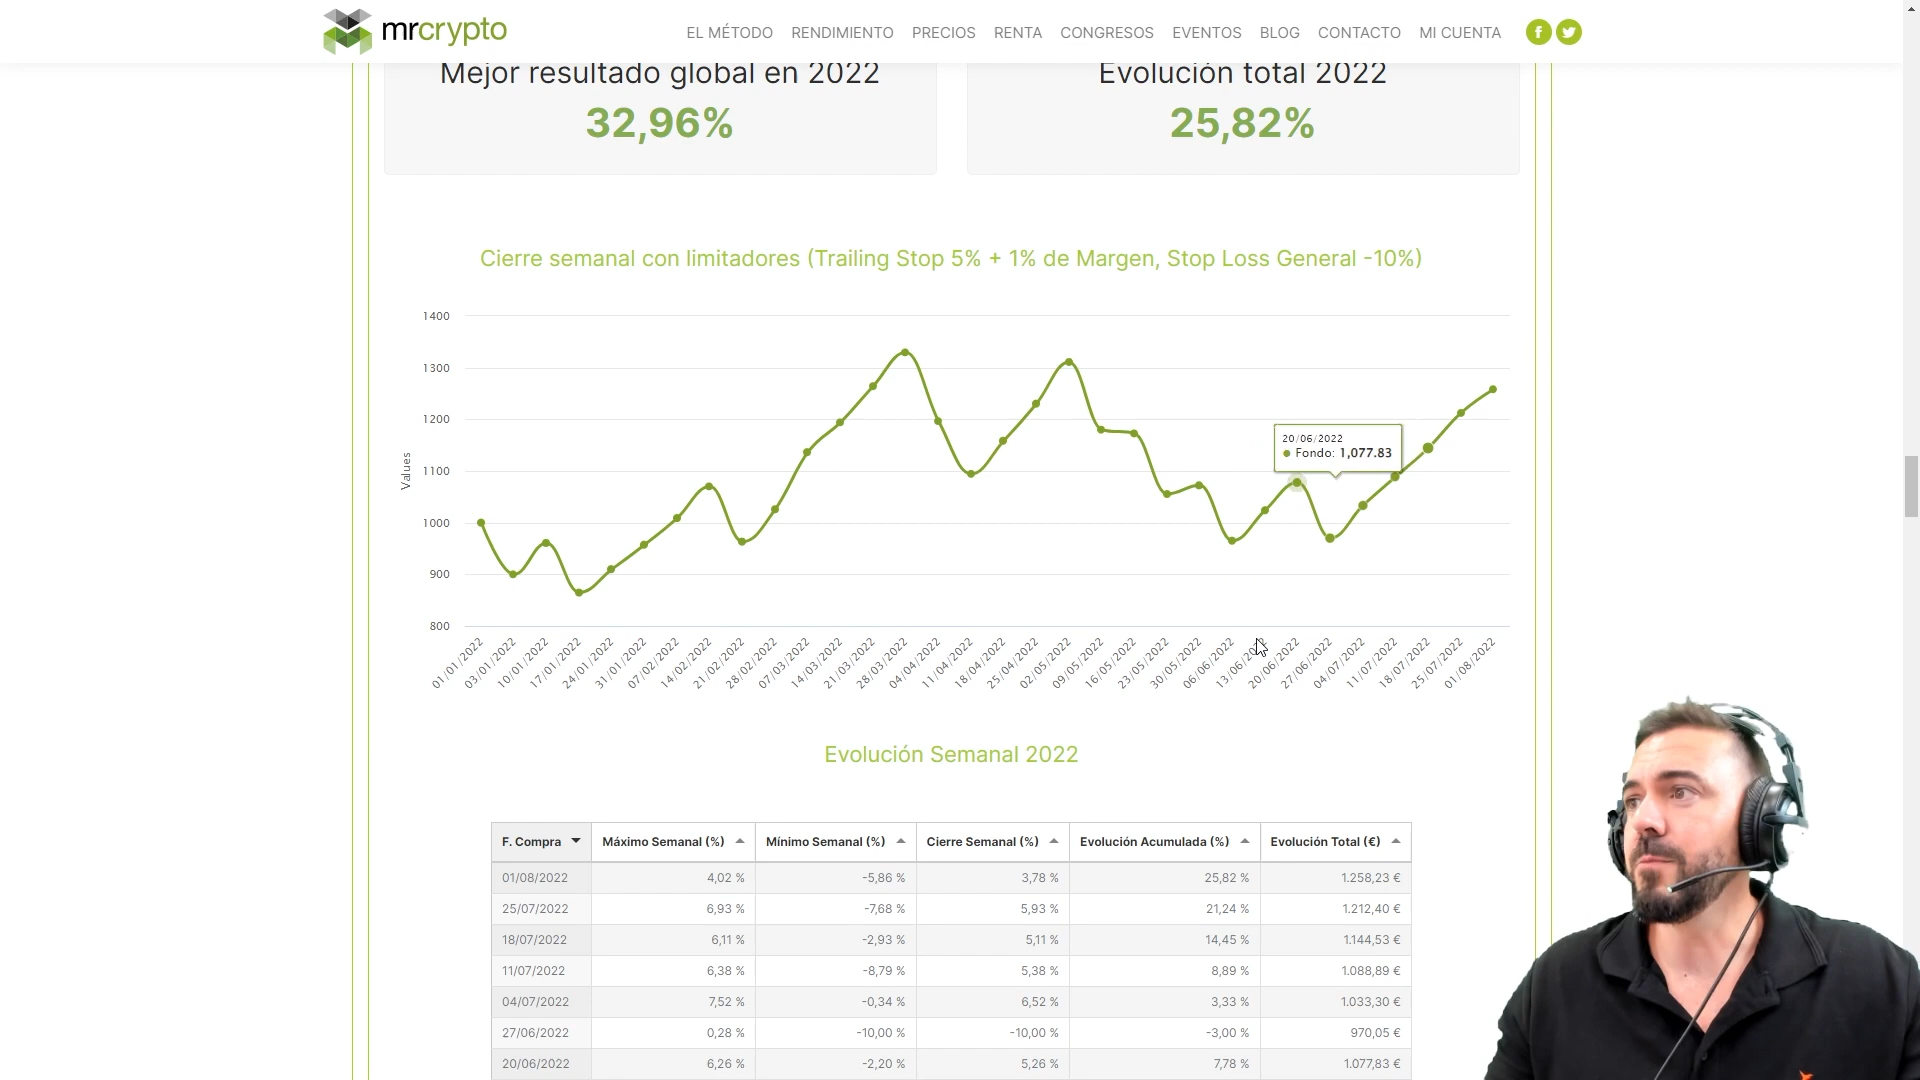 mrcrypto
EL MÉTODO RENDIMIENTO PRECIOS RENTA CONGRESOS EVENTOS BLOG CONTACTO MI CUENTA
Mejor resultado global en 2022
32,96%
Evolución total 2022
25,82%
Cierre semanal con limitadores (Trailing Stop 5% + 1% de Margen, Stop Loss General -10%)
Values
1400
1300
1200
1100
1000
900
800
20/06/2022
Fondo: 1,077.83
01/01/2022 03/01/2022 10/01/2022 17/01/2022 24/01/2022 31/01/2022 07/02/2022 14/02/2022 21/02/2022 28/02/2022 07/03/2022 14/03/2022 21/03/2022 28/03/2022 04/04/2022 11/04/2022 18/04/2022 25/04/2022 02/05/2022 09/05/2022 16/05/2022 23/05/2022 30/05/2022 06/06/2022 13/06/2022 20/06/2022 27/06/2022 04/07/2022 11/07/2022 18/07/2022 25/07/2022 01/08/2022
Evolución Semanal 2022
F. Compra Máximo Semanal (%) Mínimo Semanal (%) Cierre Semanal (%) Evolución Acumulada (%) Evolución Total (€)
01/08/2022 4,02 % -5,86 % 3,78 % 25,82 % 1.258,23 €
25/07/2022 6,93 % -7,68 % 5,93 % 21,24 % 1.212,40 €
18/07/2022 6,11 % -2,93 % 5,11 % 14,45 % 1.144,53 €
11/07/2022 6,38 % -8,79 % 5,38 % 8,89 % 1.088,89 €
04/07/2022 7,52 % -0,34 % 6,52 % 3,33 % 1.033,30 €
27/06/2022 0,28 % -10,00 % -10,00 % -3,00 % 970,05 €
20/06/2022 6,26 % -2,20 % 5,26 % 7,78 % 1.077,83 €